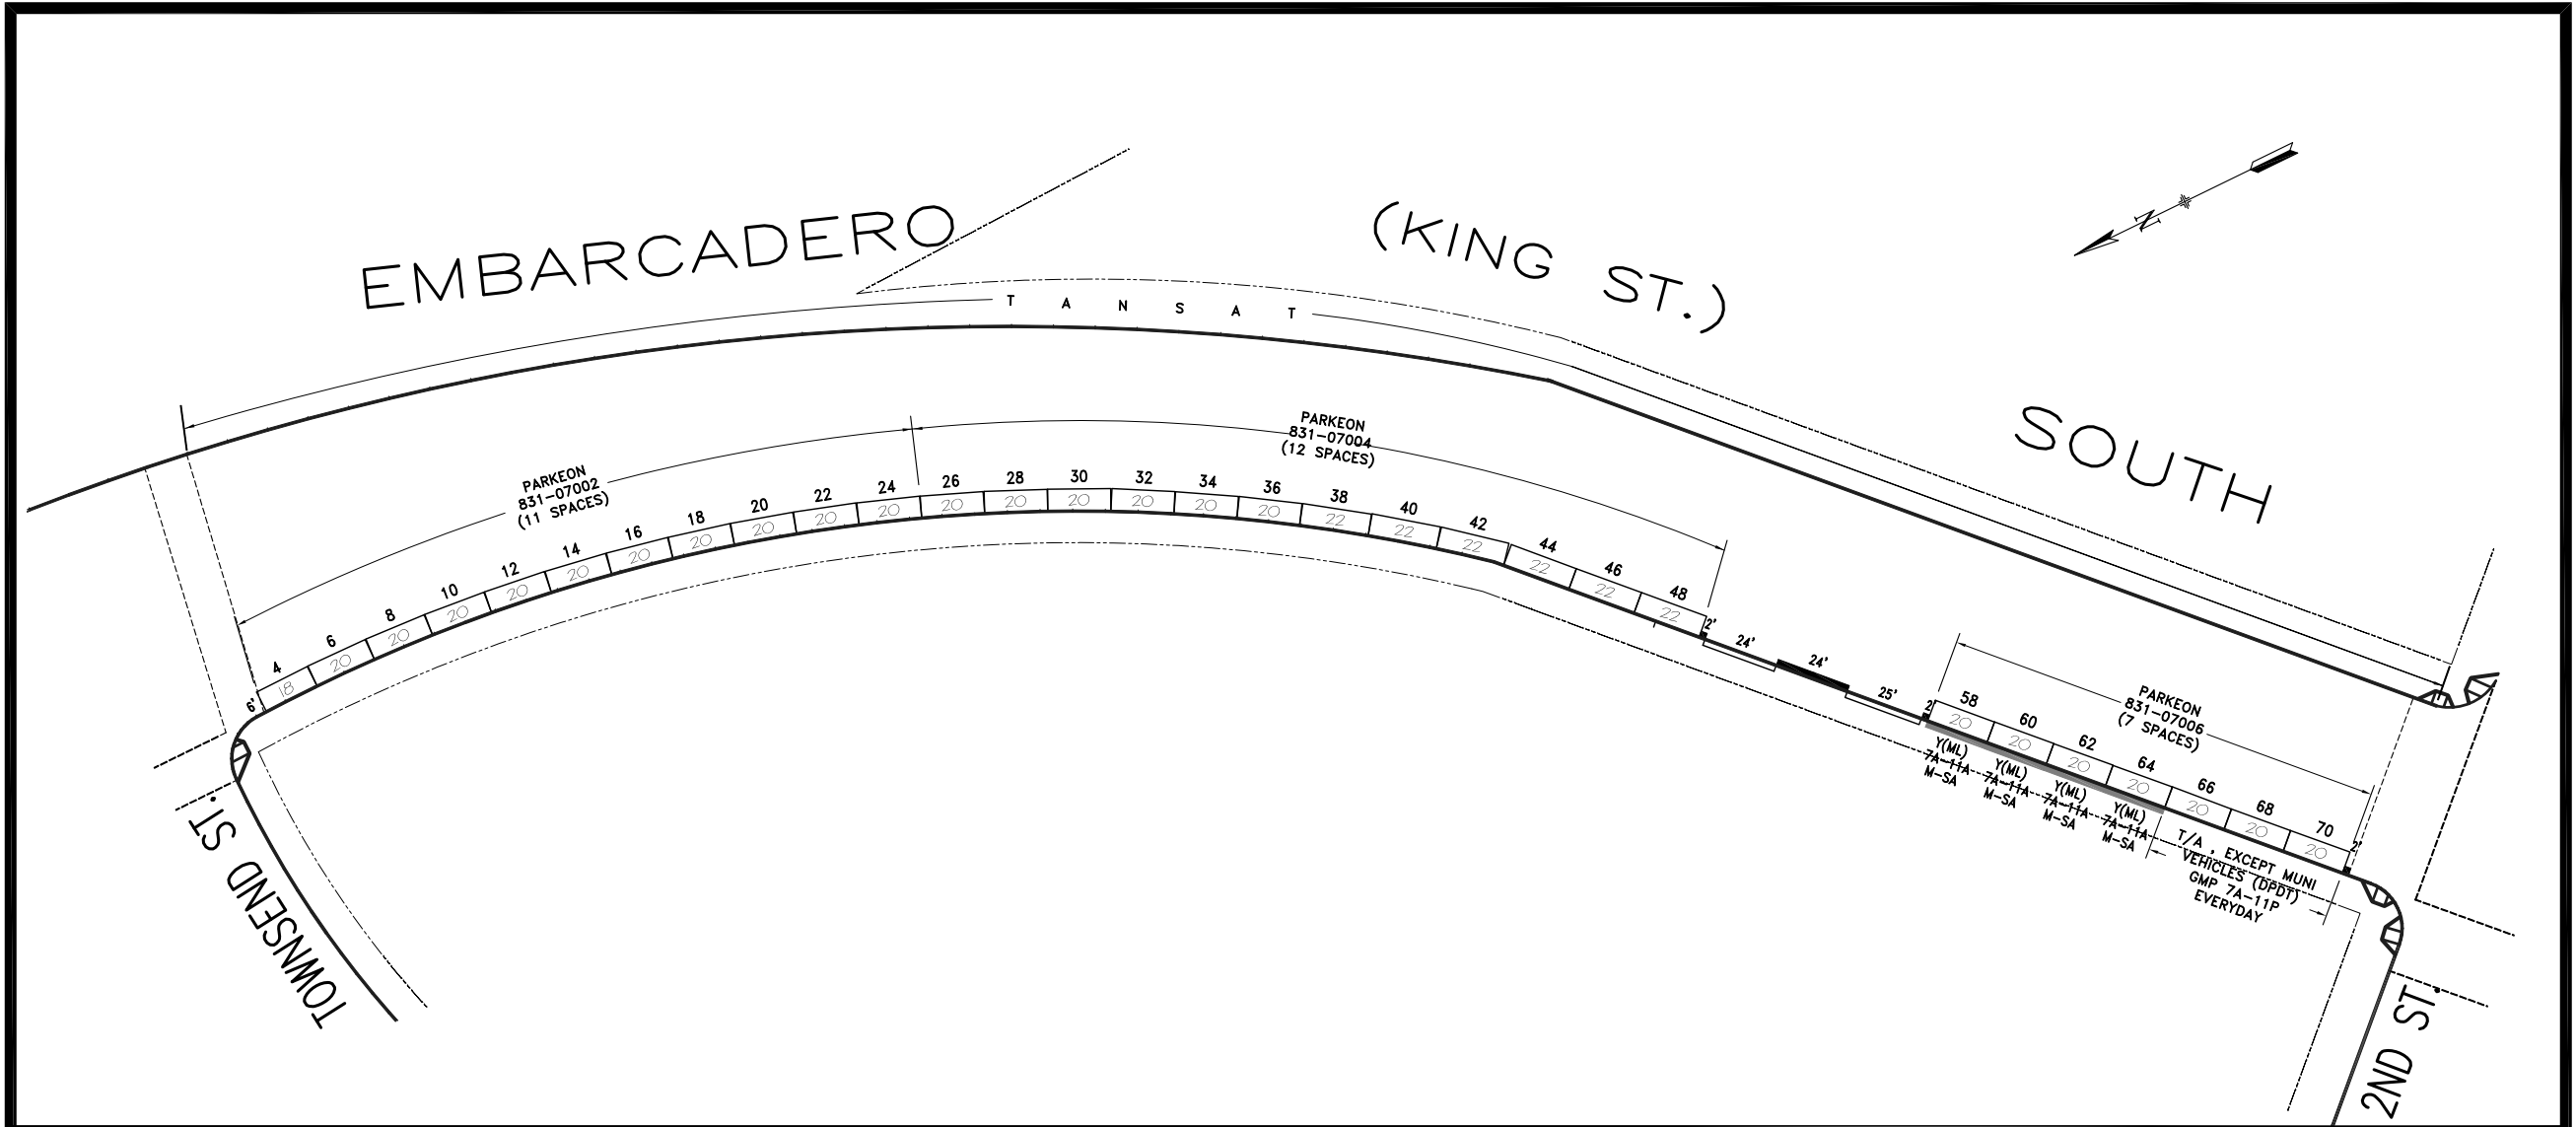 EMBARCADERO
(KING ST.)
SOUTH
N
T A N S A T
PARKEON
831-07002
(11 SPACES)
PARKEON
831-07004
(12 SPACES)
PARKEON
831-07006
(7 SPACES)
4 6 8 10 12 14 16 18 20 22 24 26 28 30 32 34 36 38 40 42 44 46 48
18 20 20 20 20 20 20 20 20 20 20 20 20 20 20 20 20 22 22 22 22 22 22
6'
2'
24'
24'
25'
2'
58 60 62 64 66 68 70
20 20 20 20 20 20 20
2'
Y(ML)
7A-11A
M-SA
Y(ML)
7A-11A
M-SA
Y(ML)
7A-11A
M-SA
Y(ML)
7A-11A
M-SA
T/A , EXCEPT MUNI
VEHICLES (DPDT)
GMP 7A-11P
EVERYDAY
TOWNSEND ST.
2ND ST.